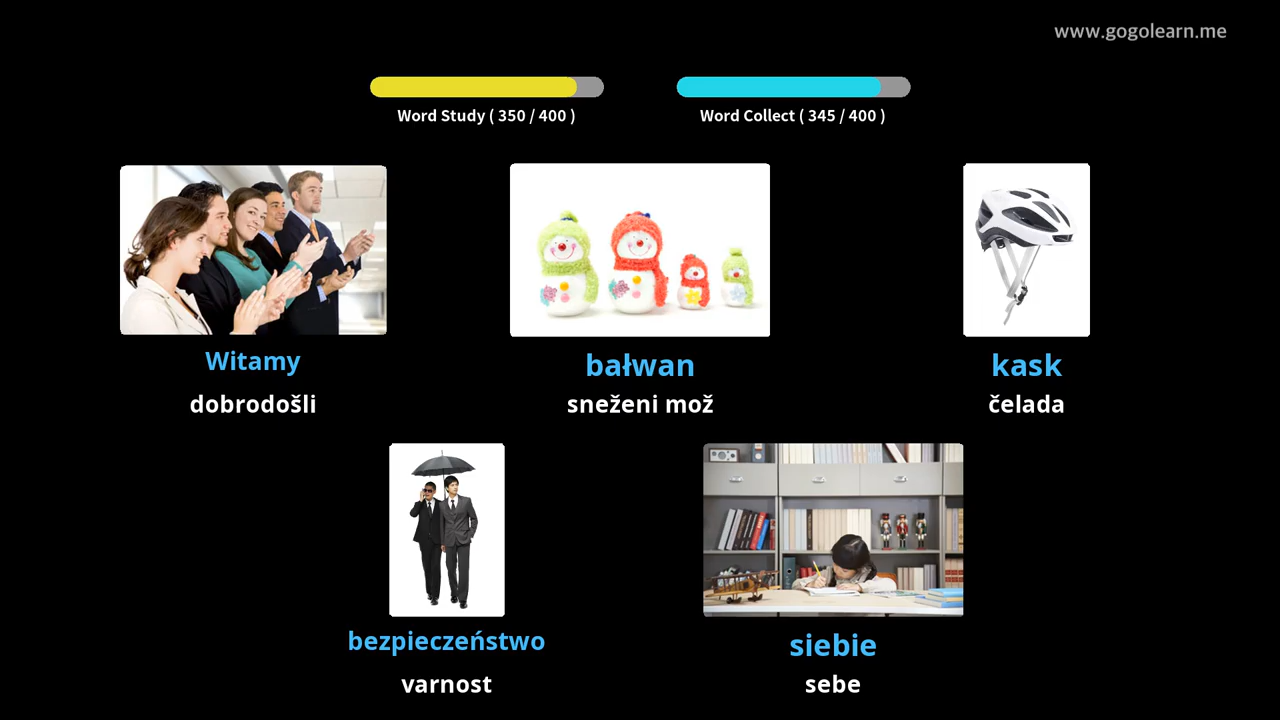 www.gogolearn.me
Word Study ( 350 / 400 )
Word Collect ( 345 / 400 )
Witamy
dobrodošli
bałwan
sneženi mož
kask
čelada
bezpieczeństwo
varnost
siebie
sebe